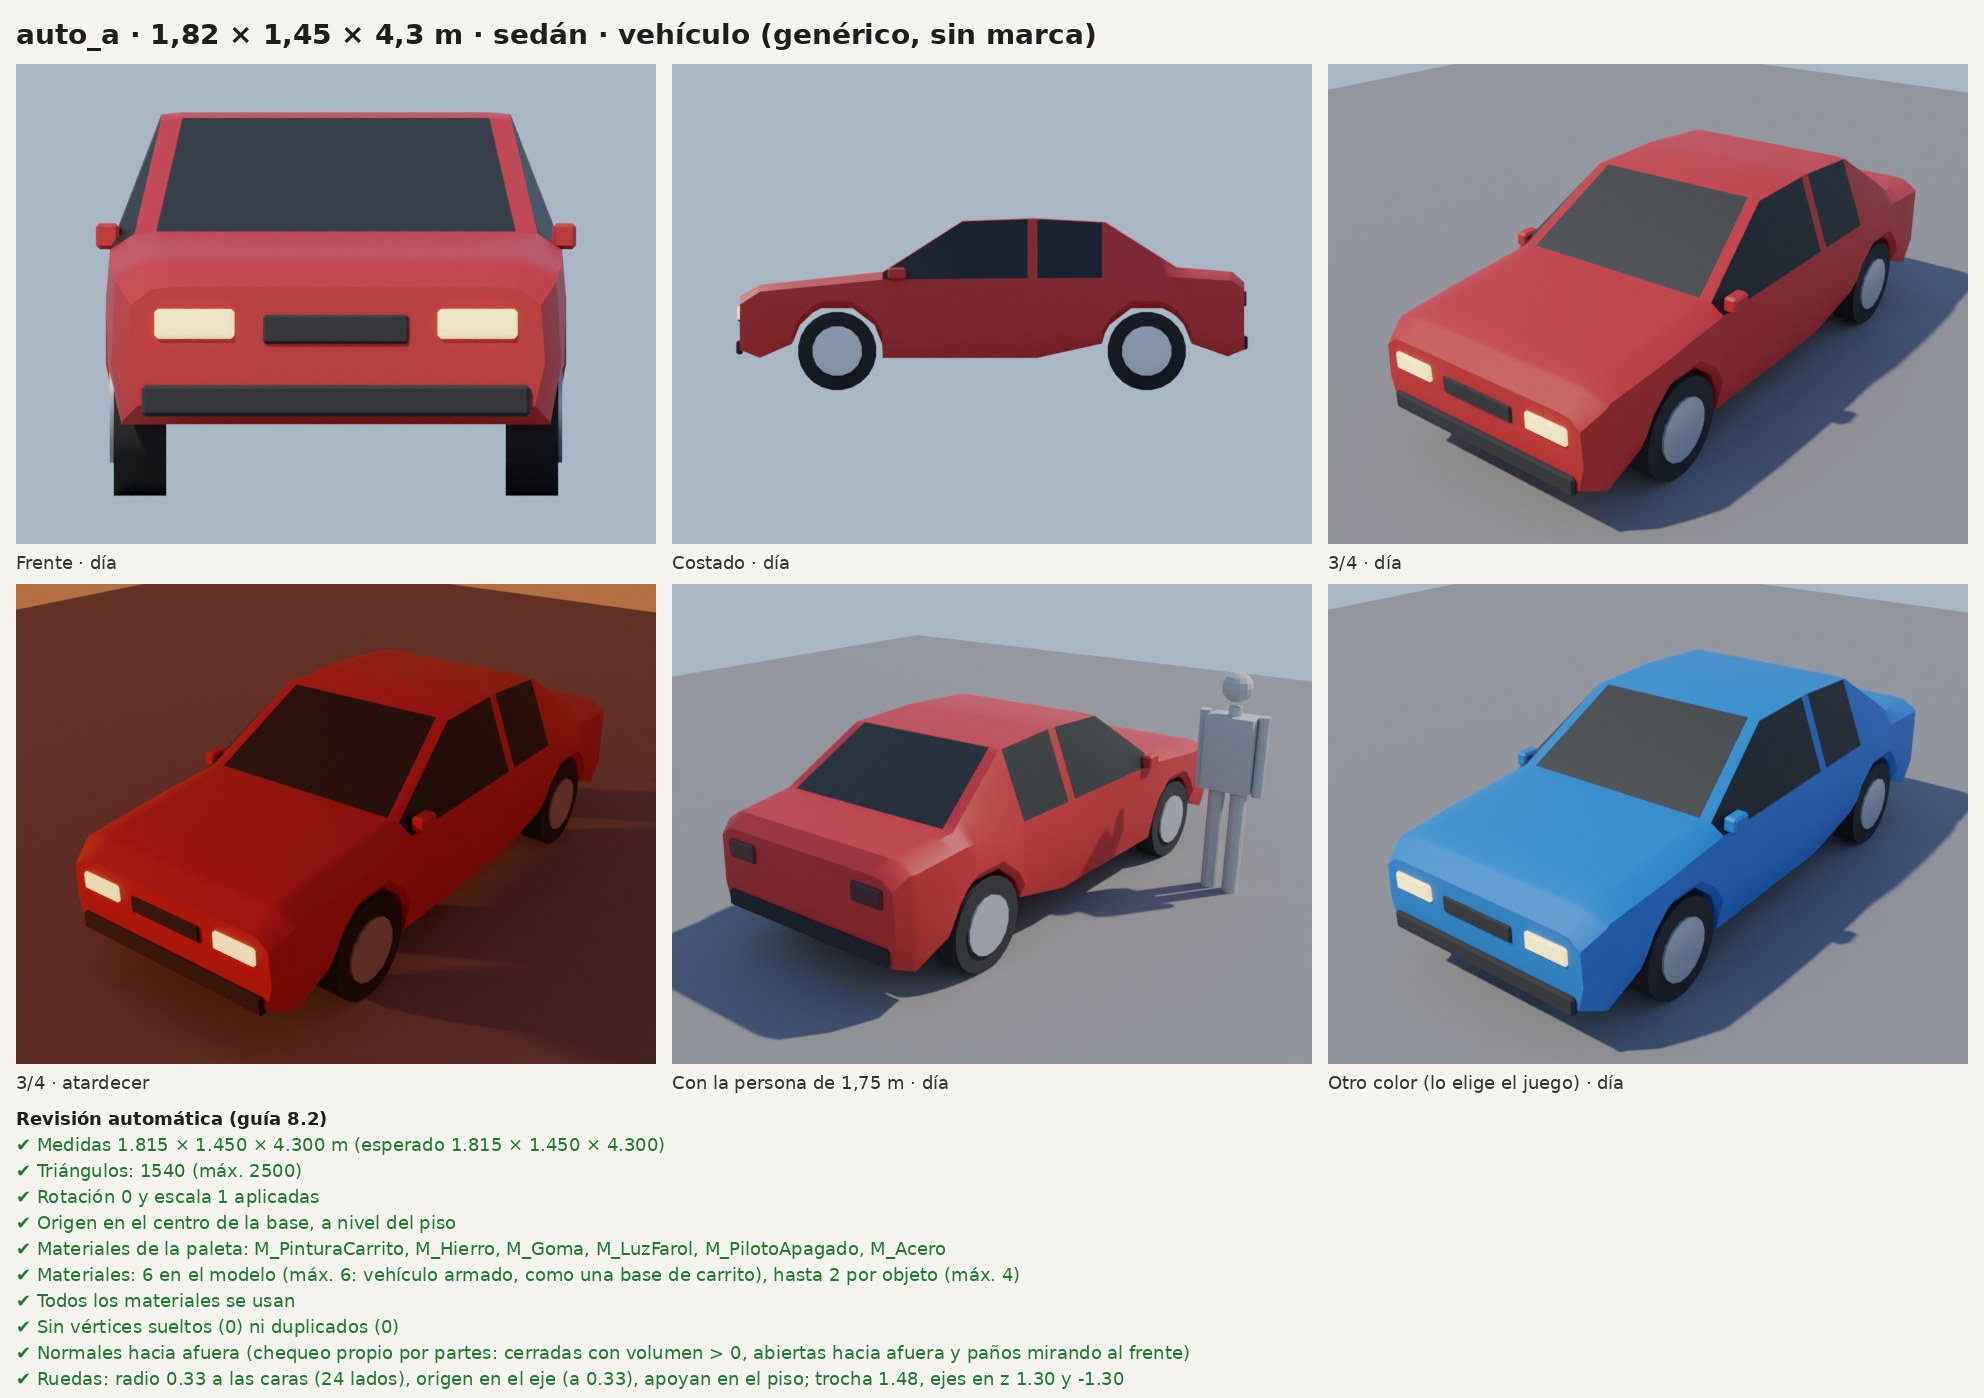 auto_a · 1,82 × 1,45 × 4,3 m · sedán · vehículo (genérico, sin marca)
Frente · día
Costado · día
3/4 · día
3/4 · atardecer
Con la persona de 1,75 m · día
Otro color (lo elige el juego) · día
Revisión automática (guía 8.2)
✔ Medidas 1.815 × 1.450 × 4.300 m (esperado 1.815 × 1.450 × 4.300)
✔ Triángulos: 1540 (máx. 2500)
✔ Rotación 0 y escala 1 aplicadas
✔ Origen en el centro de la base, a nivel del piso
✔ Materiales de la paleta: M_PinturaCarrito, M_Hierro, M_Goma, M_LuzFarol, M_PilotoApagado, M_Acero
✔ Materiales: 6 en el modelo (máx. 6: vehículo armado, como una base de carrito), hasta 2 por objeto (máx. 4)
✔ Todos los materiales se usan
✔ Sin vértices sueltos (0) ni duplicados (0)
✔ Normales hacia afuera (chequeo propio por partes: cerradas con volumen > 0, abiertas hacia afuera y paños mirando al frente)
✔ Ruedas: radio 0.33 a las caras (24 lados), origen en el eje (a 0.33), apoyan en el piso; trocha 1.48, ejes en z 1.30 y -1.30